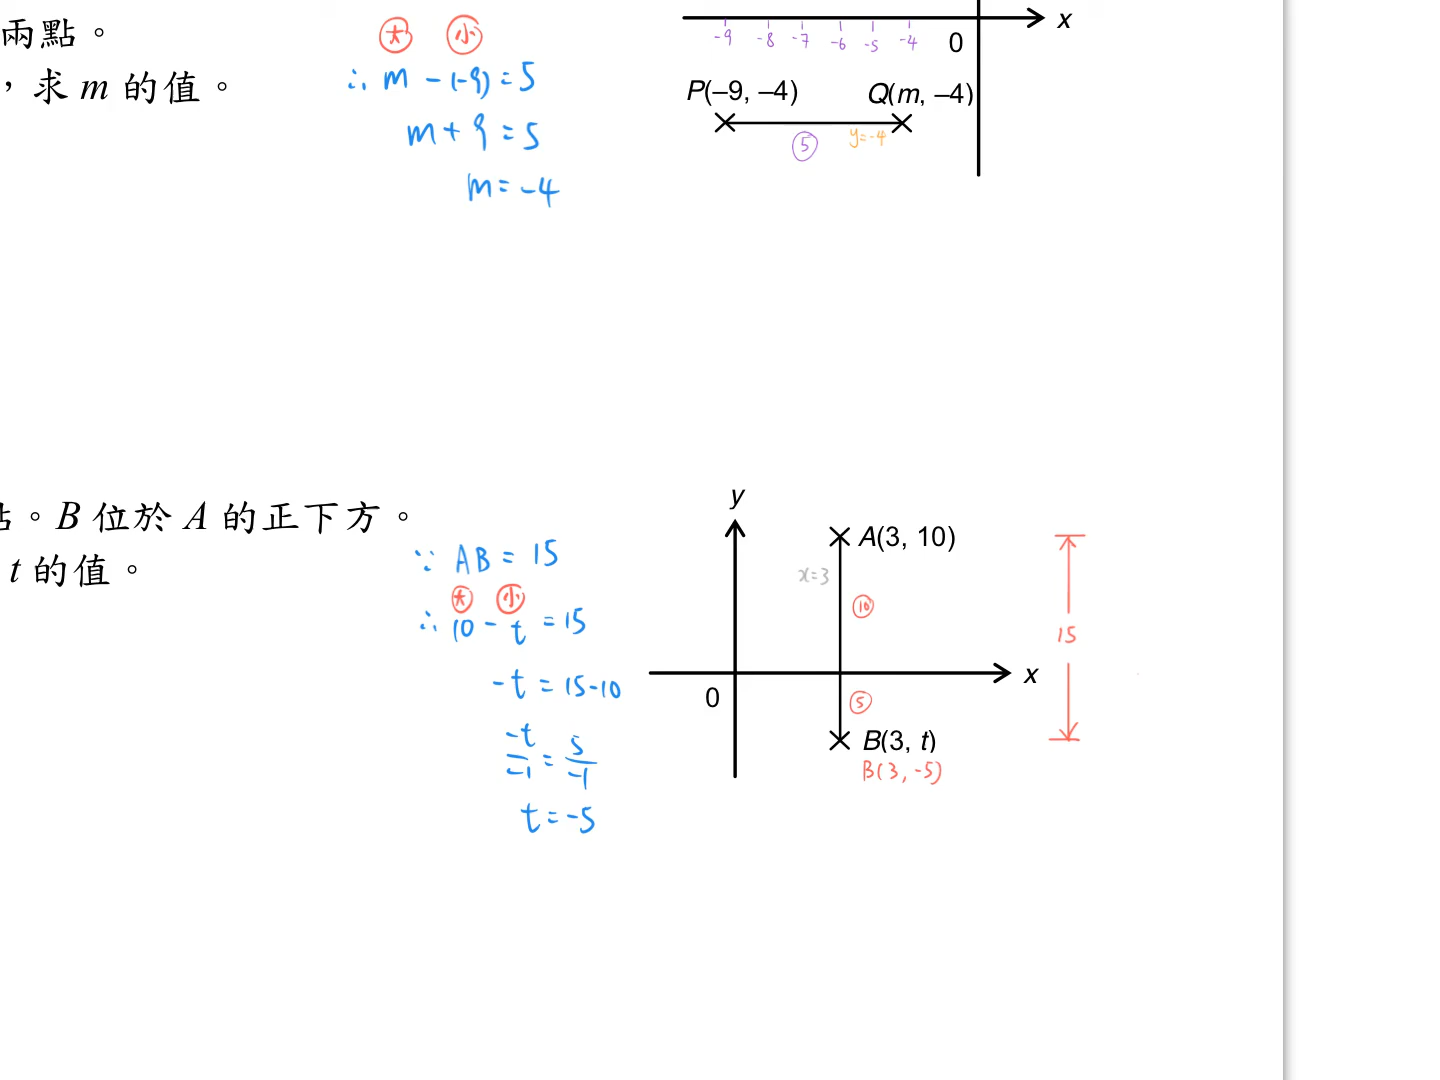 兩點。
，求 m 的值。
大 小
∴ m - (-9) = 5
m + 9 = 5
m = -4
x
-9 -8 -7 -6 -5 -4 0
P(–9, –4) Q(m, –4)
5 y=-4
點。B 位於 A 的正下方。
t 的值。
∵ AB = 15
大 小
∴ 10 - t = 15
-t = 15-10
-t/-1 = 5/-1
t = -5
y
A(3, 10)
x=3
10
15
x
0
5
B(3, t)
B(3, -5)